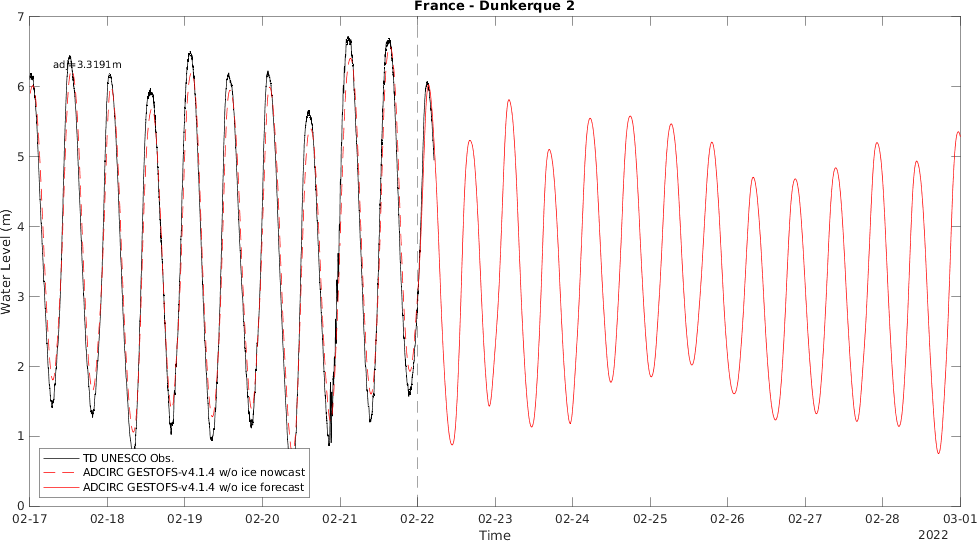 France - Dunkerque 2
7
6
5
4
3
2
1
0
Water Level (m)
adj=3.3191m
TD UNESCO Obs.
ADCIRC GESTOFS-v4.1.4 w/o ice nowcast
ADCIRC GESTOFS-v4.1.4 w/o ice forecast
02-17 02-18 02-19 02-20 02-21 02-22 02-23 02-24 02-25 02-26 02-27 02-28 03-01
Time
2022